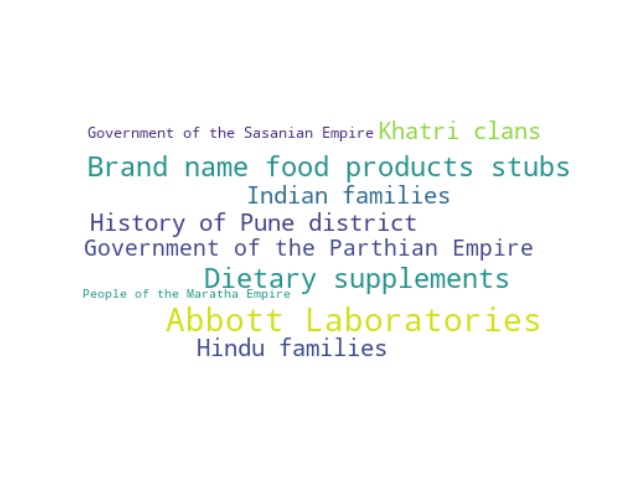 Government of the Sasanian Empire Khatri clans
Brand name food products stubs
Indian families
History of Pune district
Government of the Parthian Empire
Dietary supplements
People of the Maratha Empire
Abbott Laboratories
Hindu families